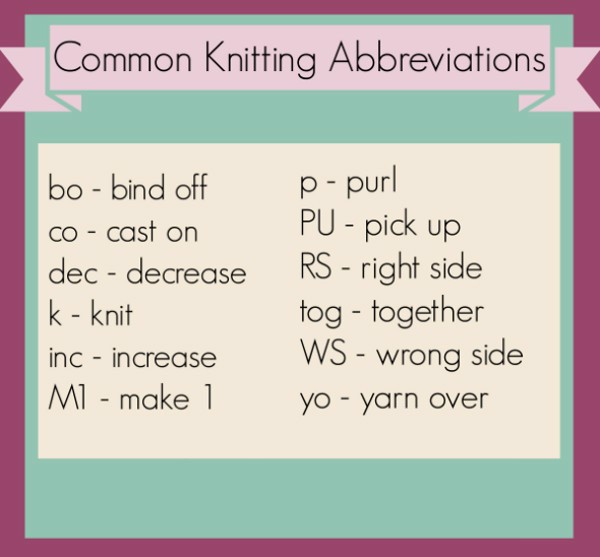 Common Knitting Abbreviations
bo - bind off
co - cast on
dec - decrease
k - knit
inc - increase
M1 - make 1
p - purl
PU - pick up
RS - right side
tog - together
WS - wrong side
yo - yarn over